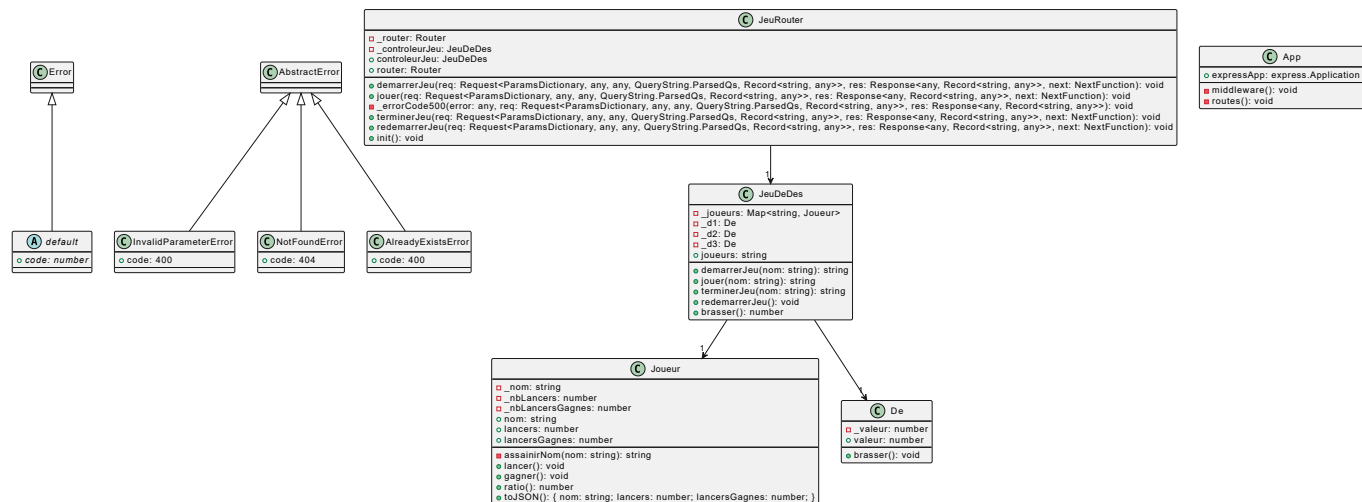 C JeuRouter
_router: Router
_controleurJeu: JeuDeDes
controleurJeu: JeuDeDes
router: Router
demarrerJeu(req: Request<ParamsDictionary, any, any, QueryString.ParsedQs, Record<string, any>>, res: Response<any, Record<string, any>>, next: NextFunction): void
jouer(req: Request<ParamsDictionary, any, any, QueryString.ParsedQs, Record<string, any>>, res: Response<any, Record<string, any>>, next: NextFunction): void
_errorCode500(error: any, req: Request<ParamsDictionary, any, any, QueryString.ParsedQs, Record<string, any>>, res: Response<any, Record<string, any>>): void
terminerJeu(req: Request<ParamsDictionary, any, any, QueryString.ParsedQs, Record<string, any>>, res: Response<any, Record<string, any>>, next: NextFunction): void
redemarrerJeu(req: Request<ParamsDictionary, any, any, QueryString.ParsedQs, Record<string, any>>, res: Response<any, Record<string, any>>, next: NextFunction): void
init(): void
C Error
C AbstractError
C App
expressApp: express.Application
middleware(): void
routes(): void
1
C JeuDeDes
_joueurs: Map<string, Joueur>
_d1: De
_d2: De
_d3: De
joueurs: string
demarrerJeu(nom: string): string
jouer(nom: string): string
terminerJeu(nom: string): string
redemarrerJeu(): void
brasser(): number
A default
code: number
C InvalidParameterError
code: 400
C NotFoundError
code: 404
C AlreadyExistsError
code: 400
1
1
C Joueur
_nom: string
_nbLancers: number
_nbLancersGagnes: number
nom: string
lancers: number
lancersGagnes: number
assainirNom(nom: string): string
lancer(): void
gagner(): void
ratio(): number
toJSON(): { nom: string; lancers: number; lancersGagnes: number; }
C De
_valeur: number
valeur: number
brasser(): void